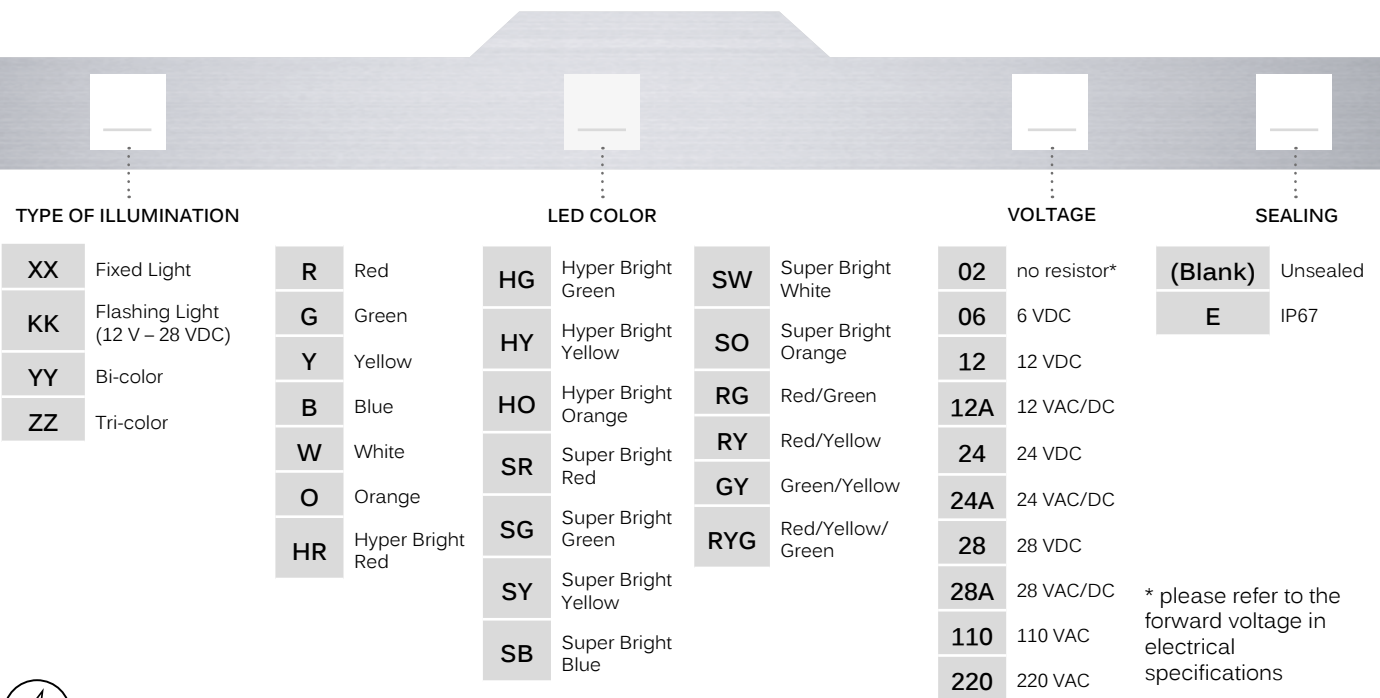 TYPE OF ILLUMINATION
XX Fixed Light
KK Flashing Light
(12 V – 28 VDC)
YY Bi-color
ZZ Tri-color
LED COLOR
R Red
G Green
Y Yellow
B Blue
W White
O Orange
HR Hyper Bright
Red
HG Hyper Bright
Green
HY Hyper Bright
Yellow
HO Hyper Bright
Orange
SR Super Bright
Red
SG Super Bright
Green
SY Super Bright
Yellow
SB Super Bright
Blue
SW Super Bright
White
SO Super Bright
Orange
RG Red/Green
RY Red/Yellow
GY Green/Yellow
RYG Red/Yellow/
Green
VOLTAGE
02 no resistor*
06 6 VDC
12 12 VDC
12A 12 VAC/DC
24 24 VDC
24A 24 VAC/DC
28 28 VDC
28A 28 VAC/DC
110 110 VAC
220 220 VAC
SEALING
(Blank) Unsealed
E IP67
* please refer to the
forward voltage in
electrical
specifications